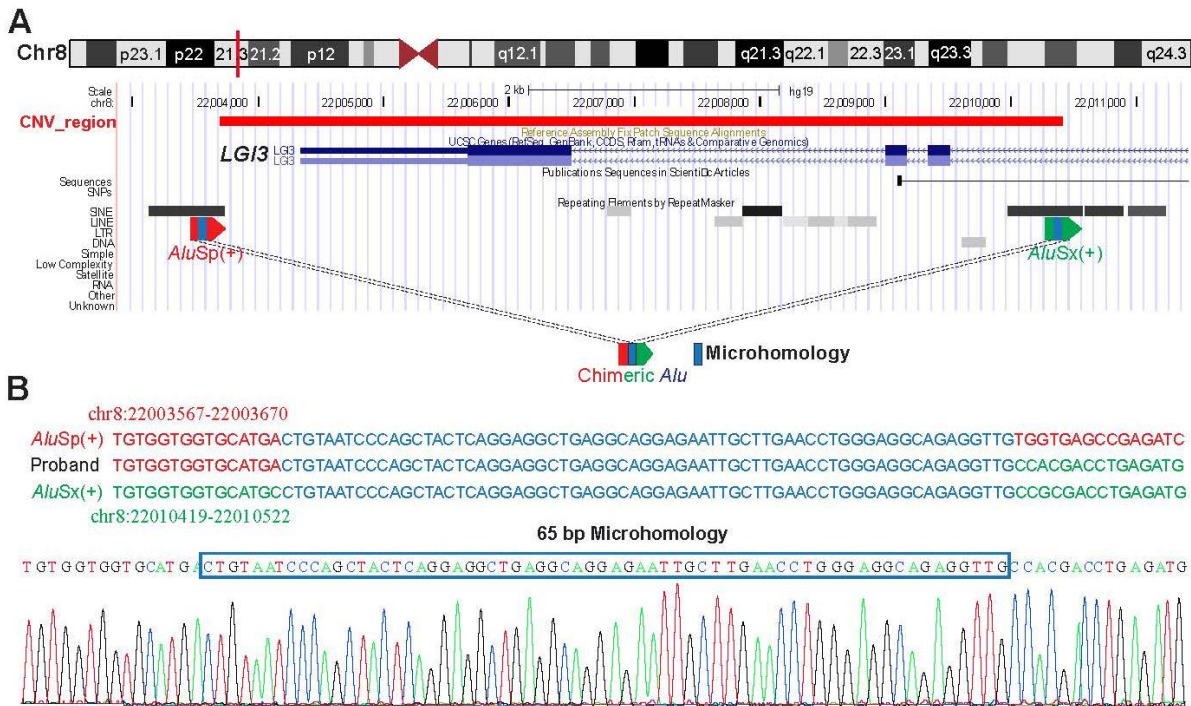 A
Chr8 p23.1 p22 21.3 21.2 p12 q12.1 q21.3 q22.1 22.3 23.1 q23.3 q24.3
Scale 2 kb hg19
chr8: 22,004,000 22,005,000 22,006,000 22,007,000 22,008,000 22,009,000 22,010,000 22,011,000
CNV_region
Reference Assembly Fix Patch Sequence Alignments
UCSC Genes (RefSeq, GenBank, CCDS, Rfam, tRNAs & Comparative Genomics)
LGI3 LGI3
LGI3
Publications: Sequences in Scientific Articles
Sequences
SNPs
Repeating Elements by RepeatMasker
SINE
LINE
LTR
DNA
Simple
Low Complexity
Satellite
RNA
Other
Unknown
AluSp(+) AluSx(+)
Microhomology
Chimeric Alu
B
chr8:22003567-22003670
AluSp(+) TGTGGTGGTGCATGACTGTAATCCCAGCTACTCAGGAGGCTGAGGCAGGAGAATTGCTTGAACCTGGGAGGCAGAGGTTGTGGTGAGCCGAGATC
Proband TGTGGTGGTGCATGACTGTAATCCCAGCTACTCAGGAGGCTGAGGCAGGAGAATTGCTTGAACCTGGGAGGCAGAGGTTGCCACGACCTGAGATG
AluSx(+) TGTGGTGGTGCATGCCTGTAATCCCAGCTACTCAGGAGGCTGAGGCAGGAGAATTGCTTGAACCTGGGAGGCAGAGGTTGCCGCGACCTGAGATG
chr8:22010419-22010522
65 bp Microhomology
TGTGGTGGTGCATGACTGTAATCCCAGCTACTCAGGAGGCTGAGGCAGGAGAATTGCTTGAACCTGGGAGGCAGAGGTTGCCACGACCTGAGATG